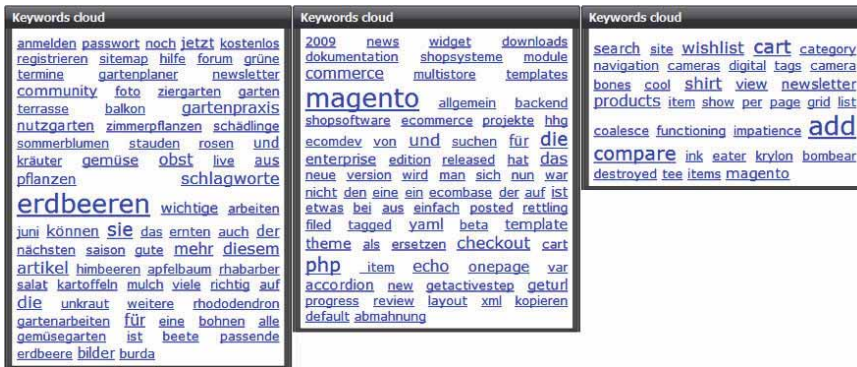 Keywords cloud
anmelden passwort noch jetzt kostenlos
registrieren sitemap hilfe forum grüne
termine gartenplaner newsletter
community foto ziergarten garten
terrasse balkon gartenpraxis
nutzgarten zimmerpflanzen schädlinge
sommerblumen stauden rosen und
kräuter gemüse obst live aus
pflanzen schlagworte
erdbeeren wichtige arbeiten
juni können sie das ernten auch der
nächsten saison gute mehr diesem
artikel himbeeren apfelbaum rhabarber
salat kartoffeln mulch viele richtig auf
die unkraut weitere rhododendron
gartenarbeiten für eine bohnen alle
gemüsegarten ist beete passende
erdbeere bilder burda
Keywords cloud
2009 news widget downloads
dokumentation shopsysteme module
commerce multistore templates
magento allgemein backend
shopsoftware ecommerce projekte hhg
ecomdev von und suchen für die
enterprise edition released hat das
neue version wird man sich nun war
nicht den eine ein ecombase der auf ist
etwas bei aus einfach posted rettling
filed tagged yaml beta template
theme als ersetzen checkout cart
php item echo onepage var
accordion new getactivestep geturl
progress review layout xml kopieren
default abmahnung
Keywords cloud
search site wishlist cart category
navigation cameras digital tags camera
bones cool shirt view newsletter
products item show per page grid list
coalesce functioning impatience add
compare ink eater krylon bombear
destroyed tee items magento